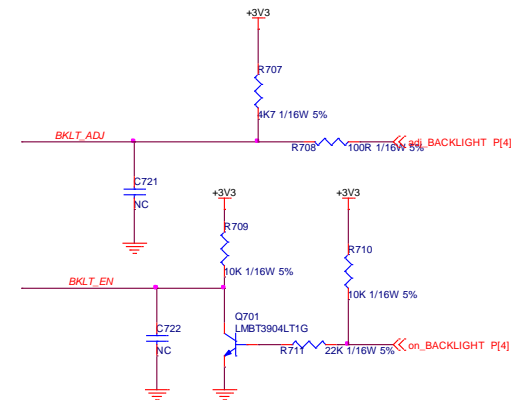 +3V3
R707
4K7 1/16W 5%
BKLT_ADJ
R708
100R 1/16W 5%
adj_BACKLIGHT P[4]
C721
NC
+3V3
+3V3
R709
10K 1/16W 5%
R710
10K 1/16W 5%
BKLT_EN
Q701
LMBT3904LT1G
C722
NC
R711
22K 1/16W 5%
on_BACKLIGHT P[4]